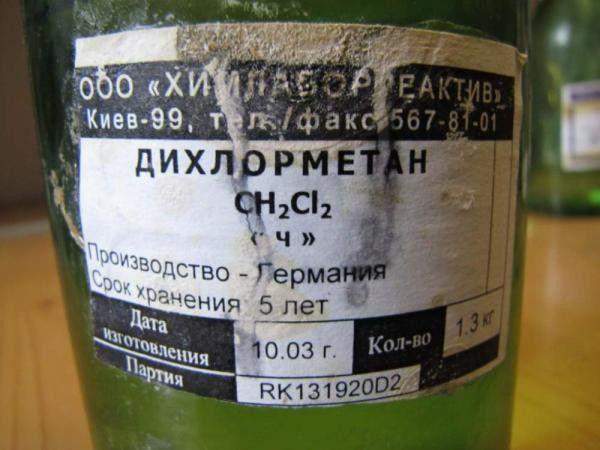 ООО «ХИМЛАБОРРЕАКТИВ»
Киев-99, тел./факс 567-81-01
ДИХЛОРМЕТАН
CH₂Cl₂
« ч »
Производство - Германия
Срок хранения 5 лет
Дата изготовления 10.03 г. Кол-во 1.3 кг
Партия RK131920D2